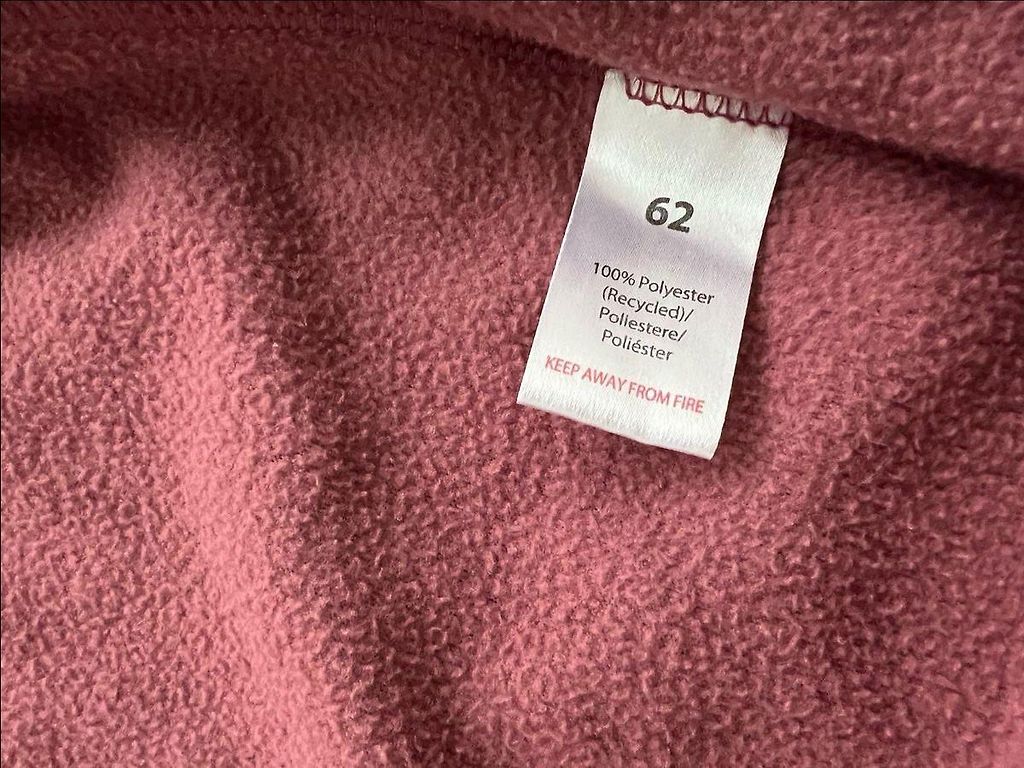 62
100% Polyester
(Recycled)/
Poliestere/
Poliéster
KEEP AWAY FROM FIRE